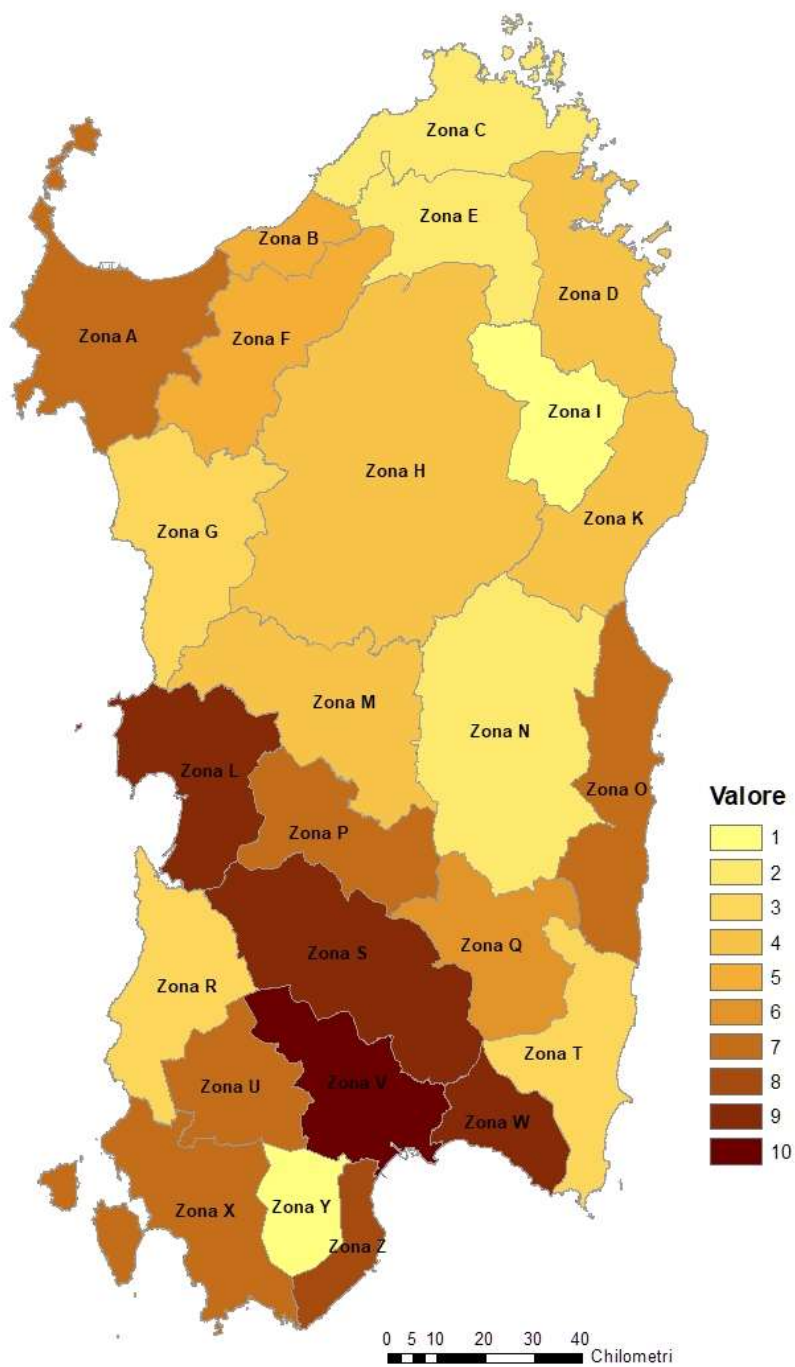 Zona C
Zona E
Zona B
Zona D
Zona A
Zona F
Zona I
Zona H
Zona K
Zona G
Zona M
Zona N
Zona L
Zona O
Zona P
Zona Q
Zona S
Zona R
Zona T
Zona U
Zona V
Zona W
Zona X
Zona Y
Zona Z
Valore
1
2
3
4
5
6
7
8
9
10
0 5 10 20 30 40
Chilometri